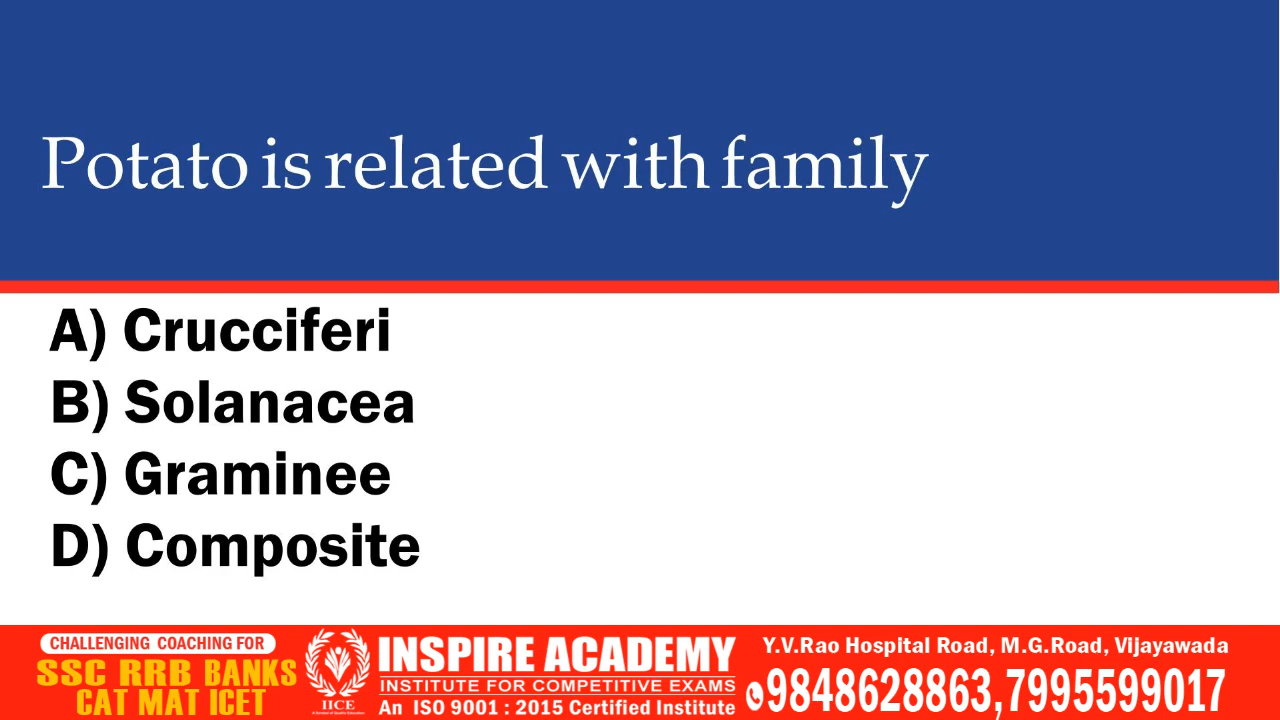 Potato is related with family
A) Crucciferi
B) Solanacea
C) Graminee
D) Composite
CHALLENGING COACHING FOR
SSC RRB BANKS
CAT MAT ICET
IICE
INSPIRE ACADEMY
INSTITUTE FOR COMPETITIVE EXAMS
An ISO 9001 : 2015 Certified Institute
Y.V.Rao Hospital Road, M.G.Road, Vijayawada
9848628863,7995599017